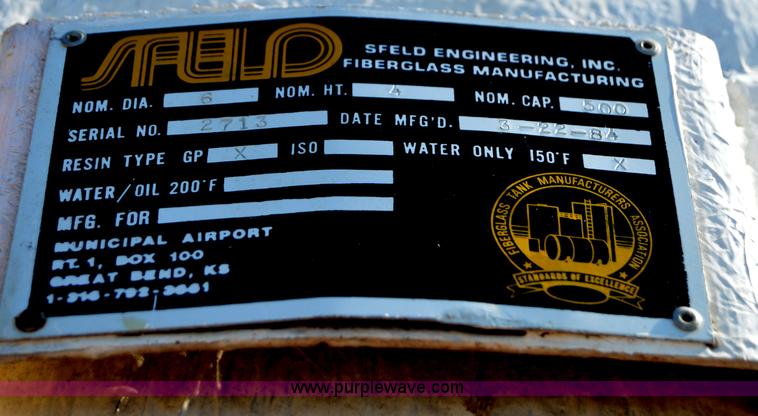 SFELD
SFELD ENGINEERING, INC.
FIBERGLASS MANUFACTURING
NOM. DIA. 6 NOM. HT. 4 NOM. CAP. 500
SERIAL NO. 2713 DATE MFG'D. 3-22-84
RESIN TYPE GP X ISO WATER ONLY 150°F X
WATER/OIL 200°F
MFG. FOR
MUNICIPAL AIRPORT
RT. 1, BOX 100
GREAT BEND, KS
1-316-792-3661
FIBERGLASS TANK MANUFACTURERS ASSOCIATION
STANDARDS OF EXCELLENCE
www.purplewave.com